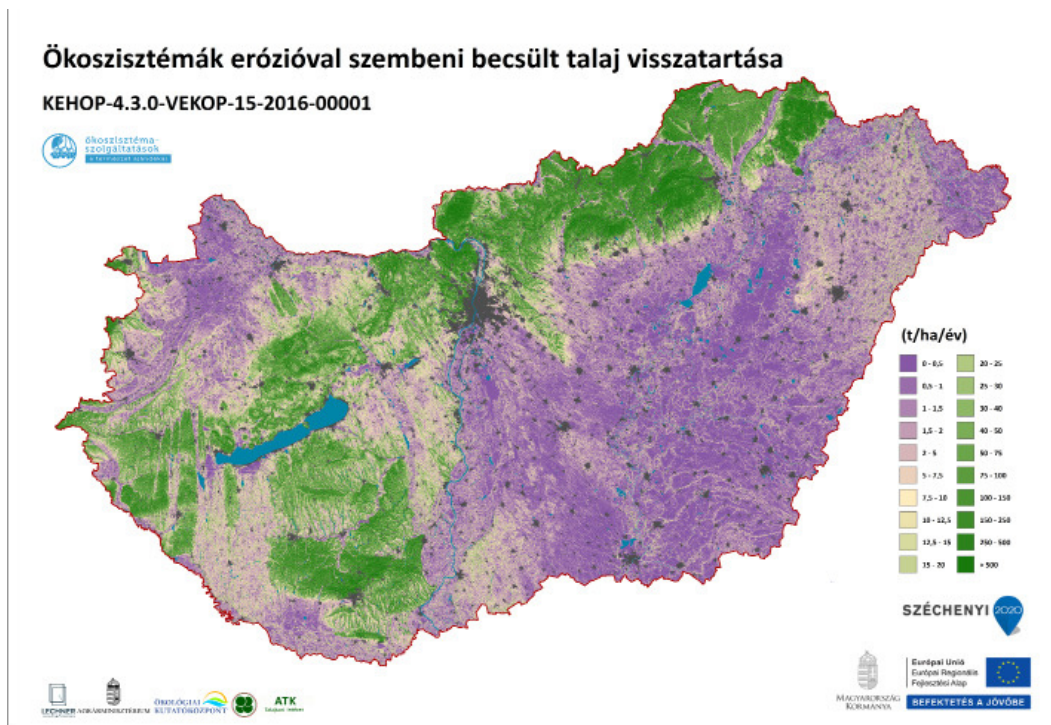 Ökoszisztémák erózióval szembeni becsült talaj visszatartása
KEHOP-4.3.0-VEKOP-15-2016-00001
ökoszisztéma-
szolgáltatások
a természet ajándékai
(t/ha/év)
0 - 0,5
0,5 - 1
1 - 1,5
1,5 - 2
2 - 5
5 - 7,5
7,5 - 10
10 - 12,5
12,5 - 15
15 - 20
20 - 25
25 - 30
30 - 40
40 - 50
50 - 75
75 - 100
100 - 150
150 - 250
250 - 500
> 500
SZÉCHENYI 2020
MAGYARORSZÁG
KORMÁNYA
Európai Unió
Európai Regionális
Fejlesztési Alap
BEFEKTETÉS A JÖVŐBE
LECHNER
AGRÁRMINISZTÉRIUM
ÖKOLÓGIAI
KUTATÓKÖZPONT
ATK